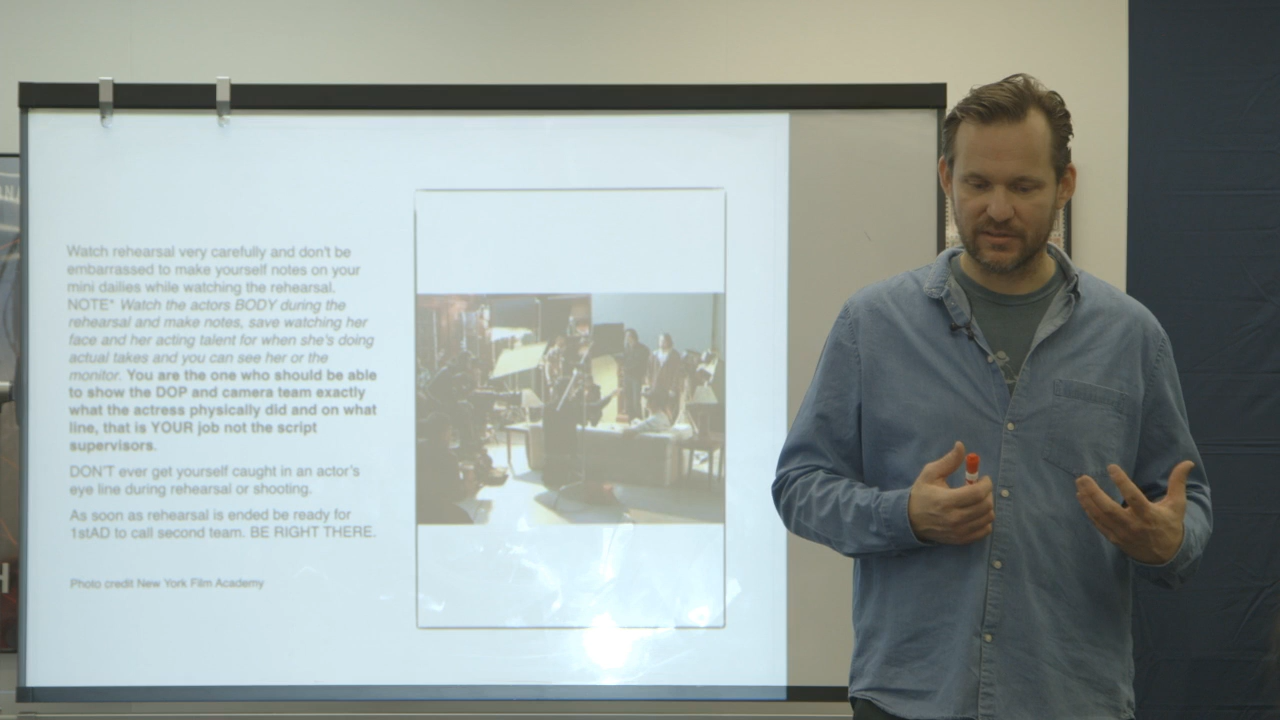 Watch rehearsal very carefully and don't be
embarrassed to make yourself notes on your
mini dailies while watching the rehearsal.
NOTE* Watch the actors BODY during the
rehearsal and make notes, save watching her
face and her acting talent for when she's doing
actual takes and you can see her or the
monitor. You are the one who should be able
to show the DOP and camera team exactly
what the actress physically did and on what
line, that is YOUR job not the script
supervisors.
DON'T ever get yourself caught in an actor's
eye line during rehearsal or shooting.
As soon as rehearsal is ended be ready for
1stAD to call second team. BE RIGHT THERE.
Photo credit New York Film Academy